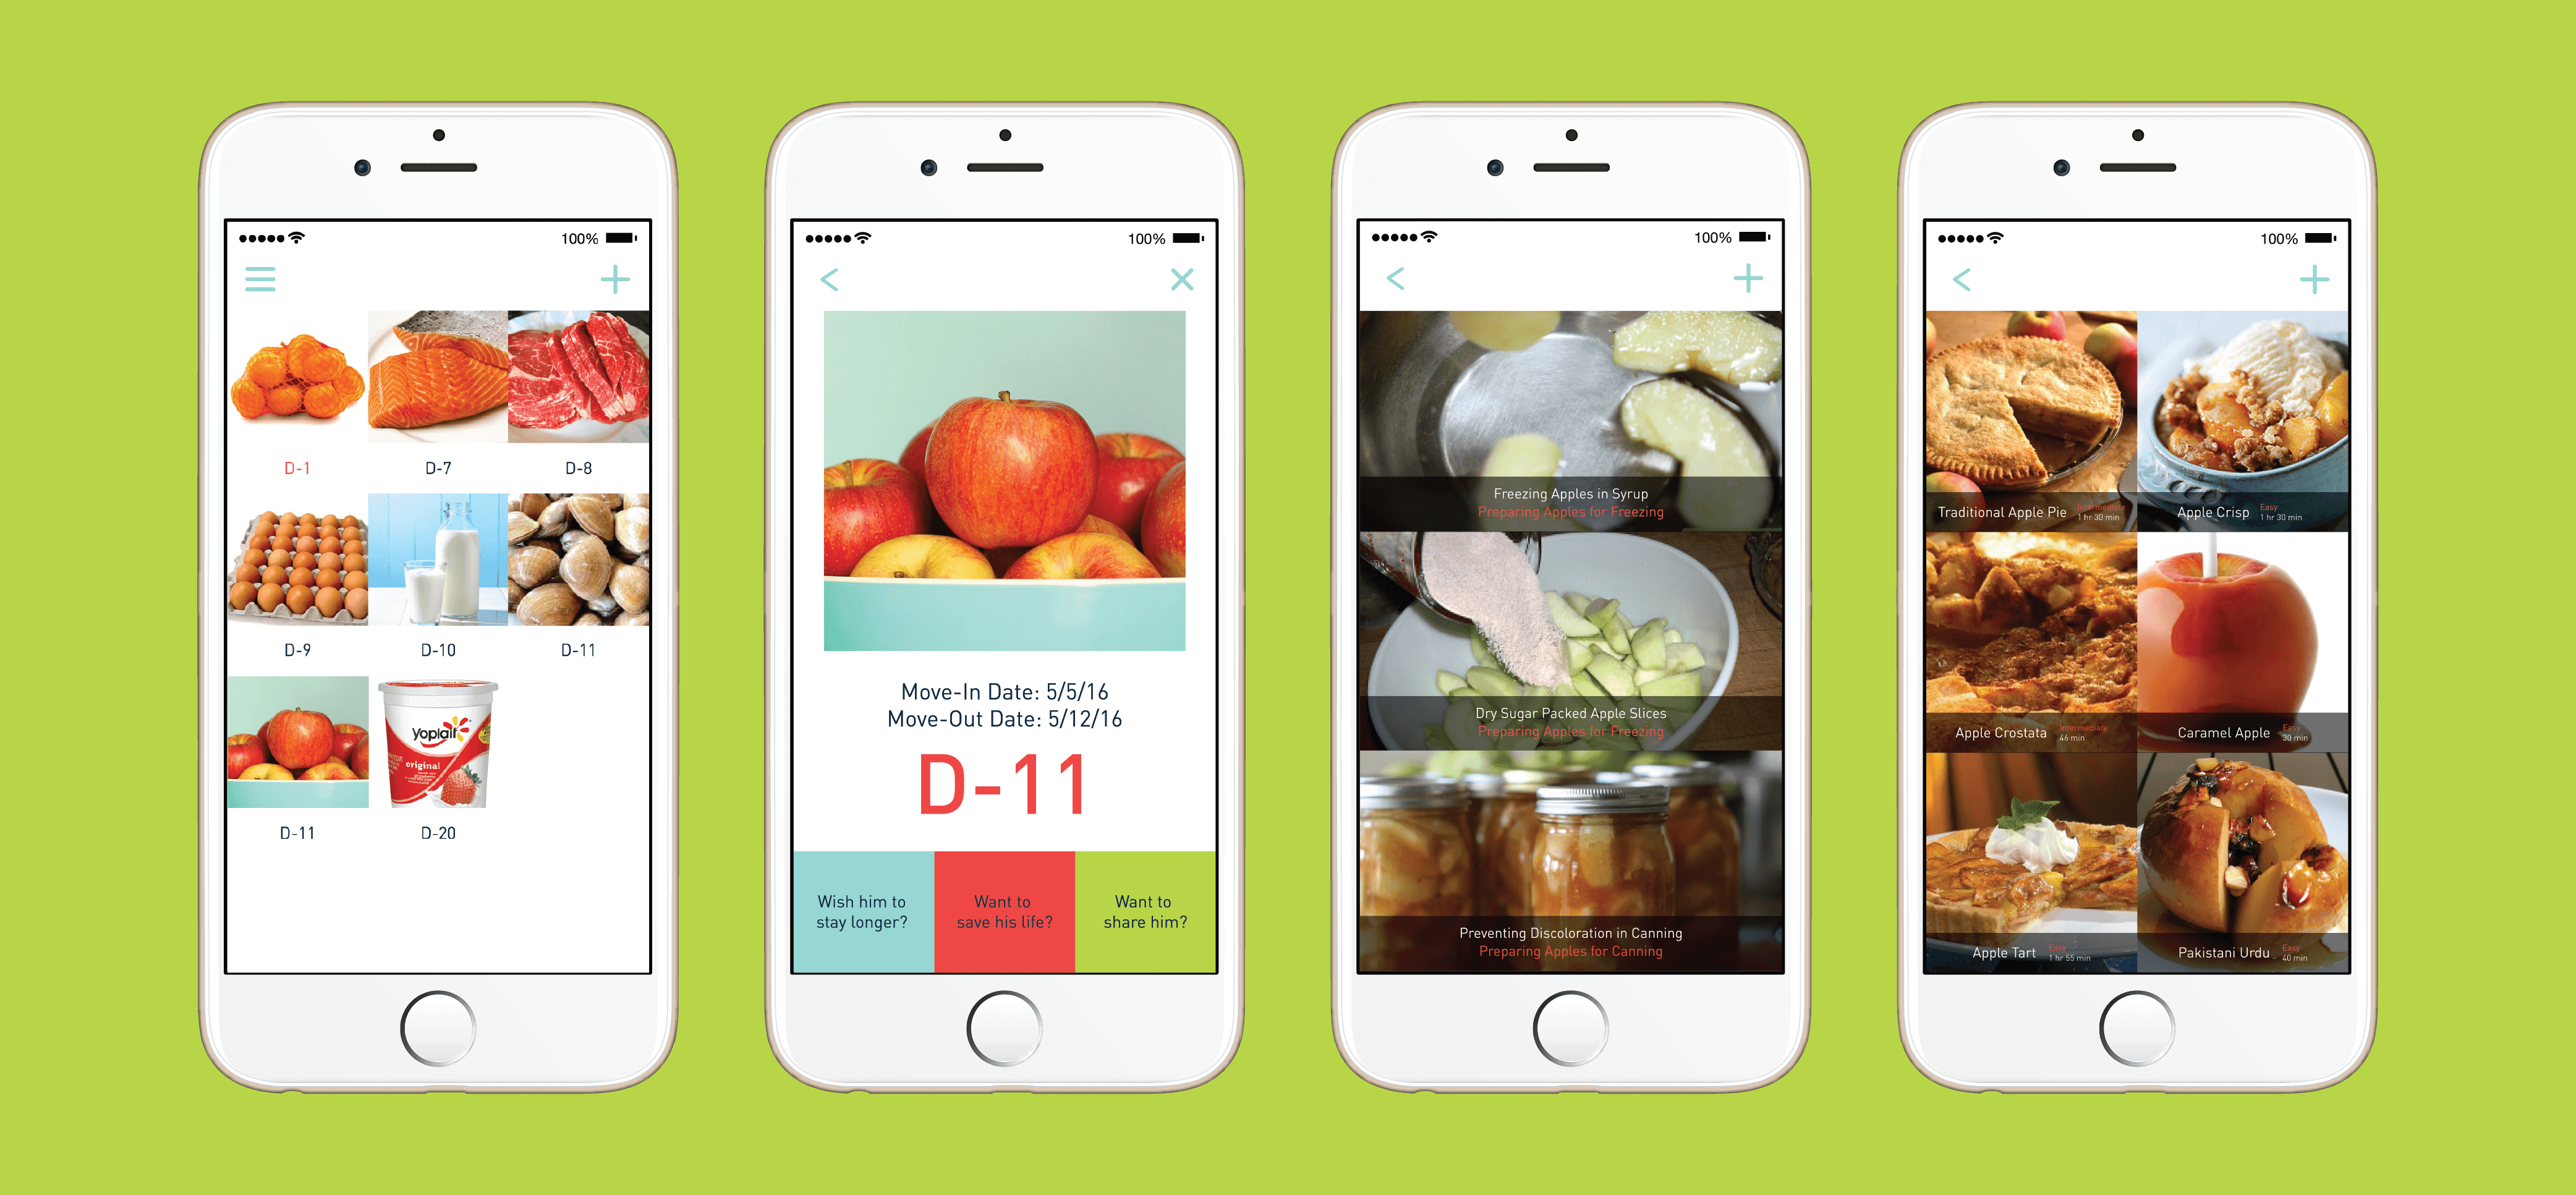 100%
D-1
D-7
D-8
D-9
D-10
D-11
yoplait
original
D-11
D-20
100%
Move-In Date: 5/5/16
Move-Out Date: 5/12/16
D-11
Wish him to
stay longer?
Want to
save his life?
Want to
share him?
100%
Freezing Apples in Syrup
Preparing Apples for Freezing
Dry Sugar Packed Apple Slices
Preparing Apples for Freezing
Preventing Discoloration in Canning
Preparing Apples for Canning
100%
Traditional Apple Pie
Intermediate
1 hr 30 min
Apple Crisp
Easy
1 hr 30 min
Apple Crostata
Intermediate
46 min
Caramel Apple
Easy
30 min
Apple Tart
Easy
1 hr 55 min
Pakistani Urdu
Easy
40 min